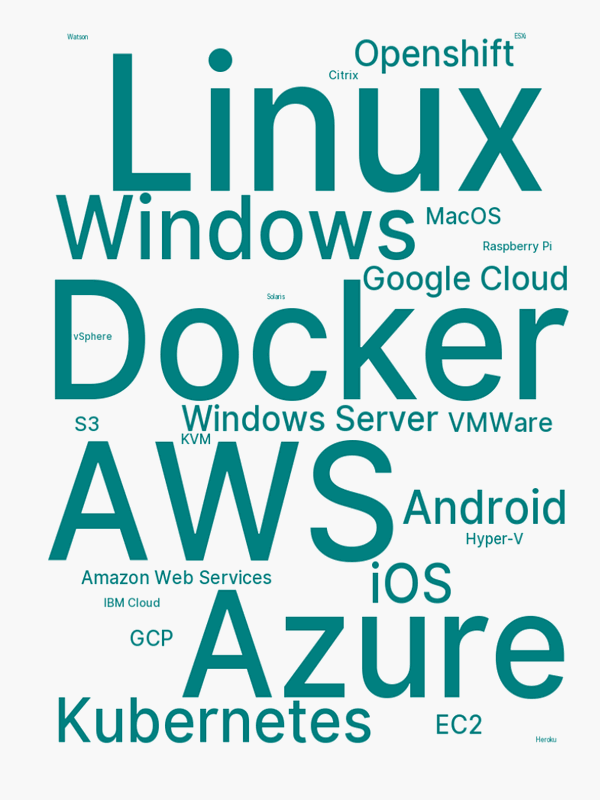 Watson
ESXi
Openshift
Citrix
Linux
Windows
MacOS
Raspberry Pi
Google Cloud
Solaris
Docker
vSphere
Windows Server
S3
VMWare
KVM
AWS
Android
Hyper-V
Amazon Web Services
iOS
IBM Cloud
GCP
Azure
Kubernetes
EC2
Heroku